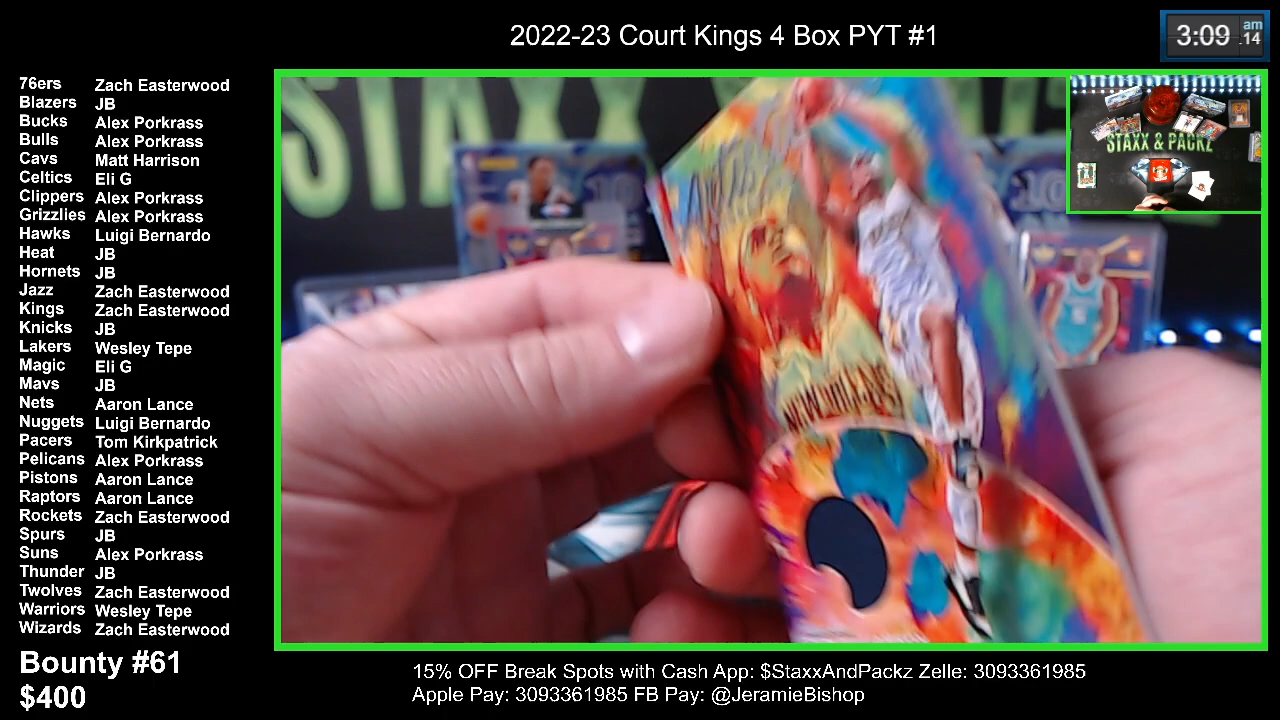 2022-23 Court Kings 4 Box PYT #1
3:09 am .14
76ers Zach Easterwood
Blazers JB
Bucks Alex Porkrass
Bulls Alex Porkrass
Cavs Matt Harrison
Celtics Eli G
Clippers Alex Porkrass
Grizzlies Alex Porkrass
Hawks Luigi Bernardo
Heat JB
Hornets JB
Jazz Zach Easterwood
Kings Zach Easterwood
Knicks JB
Lakers Wesley Tepe
Magic Eli G
Mavs JB
Nets Aaron Lance
Nuggets Luigi Bernardo
Pacers Tom Kirkpatrick
Pelicans Alex Porkrass
Pistons Aaron Lance
Raptors Aaron Lance
Rockets Zach Easterwood
Spurs JB
Suns Alex Porkrass
Thunder JB
Twolves Zach Easterwood
Warriors Wesley Tepe
Wizards Zach Easterwood
Bounty #61
$400
STAXX
STAXX & PACKZ
NEW ORLEANS
15% OFF Break Spots with Cash App: $StaxxAndPackz Zelle: 3093361985
Apple Pay: 3093361985 FB Pay: @JeramieBishop